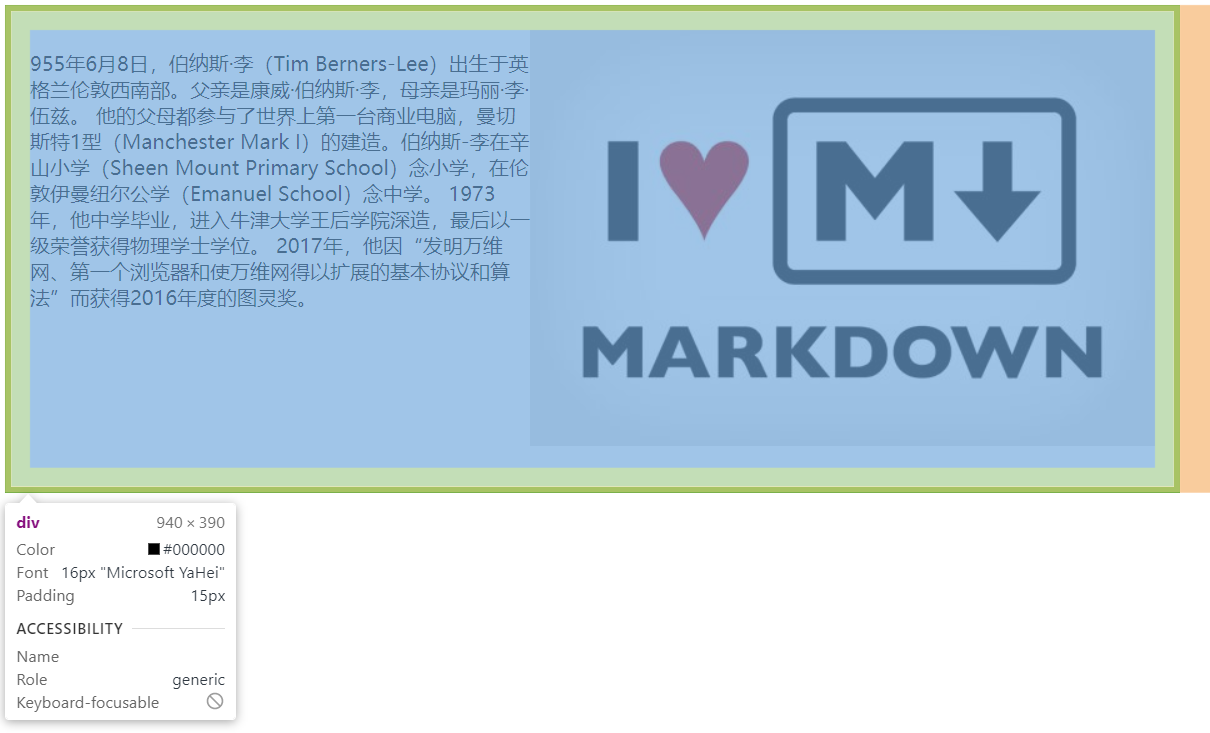 955年6月8日，伯纳斯·李（Tim Berners-Lee）出生于英
格兰伦敦西南部。父亲是康威·伯纳斯·李，母亲是玛丽·李·
伍兹。 他的父母都参与了世界上第一台商业电脑，曼切
斯特1型（Manchester Mark I）的建造。伯纳斯-李在辛
山小学（Sheen Mount Primary School）念小学，在伦
敦伊曼纽尔公学（Emanuel School）念中学。 1973
年，他中学毕业，进入牛津大学王后学院深造，最后以一
级荣誉获得物理学士学位。 2017年，他因“发明万维
网、第一个浏览器和使万维网得以扩展的基本协议和算
法”而获得2016年度的图灵奖。
I ♥ M↓
MARKDOWN
div 940 × 390
Color #000000
Font 16px "Microsoft YaHei"
Padding 15px
ACCESSIBILITY
Name
Role generic
Keyboard-focusable